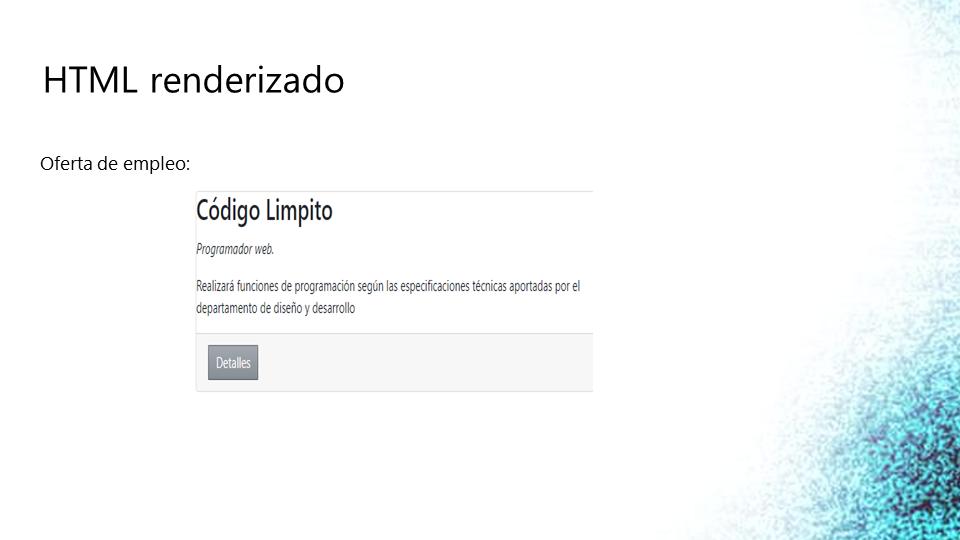 HTML renderizado
Oferta de empleo:
Código Limpito
Programador web.
Realizará funciones de programación según las especificaciones técnicas aportadas por el
departamento de diseño y desarrollo
Detalles